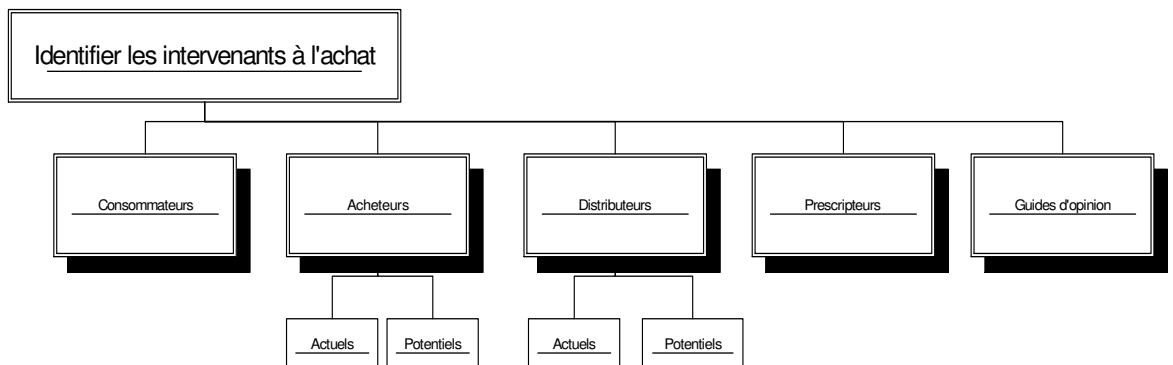 Identifier les intervenants à l'achat
Consommateurs
Acheteurs
Distributeurs
Prescripteurs
Guides d'opinion
Actuels
Potentiels
Actuels
Potentiels